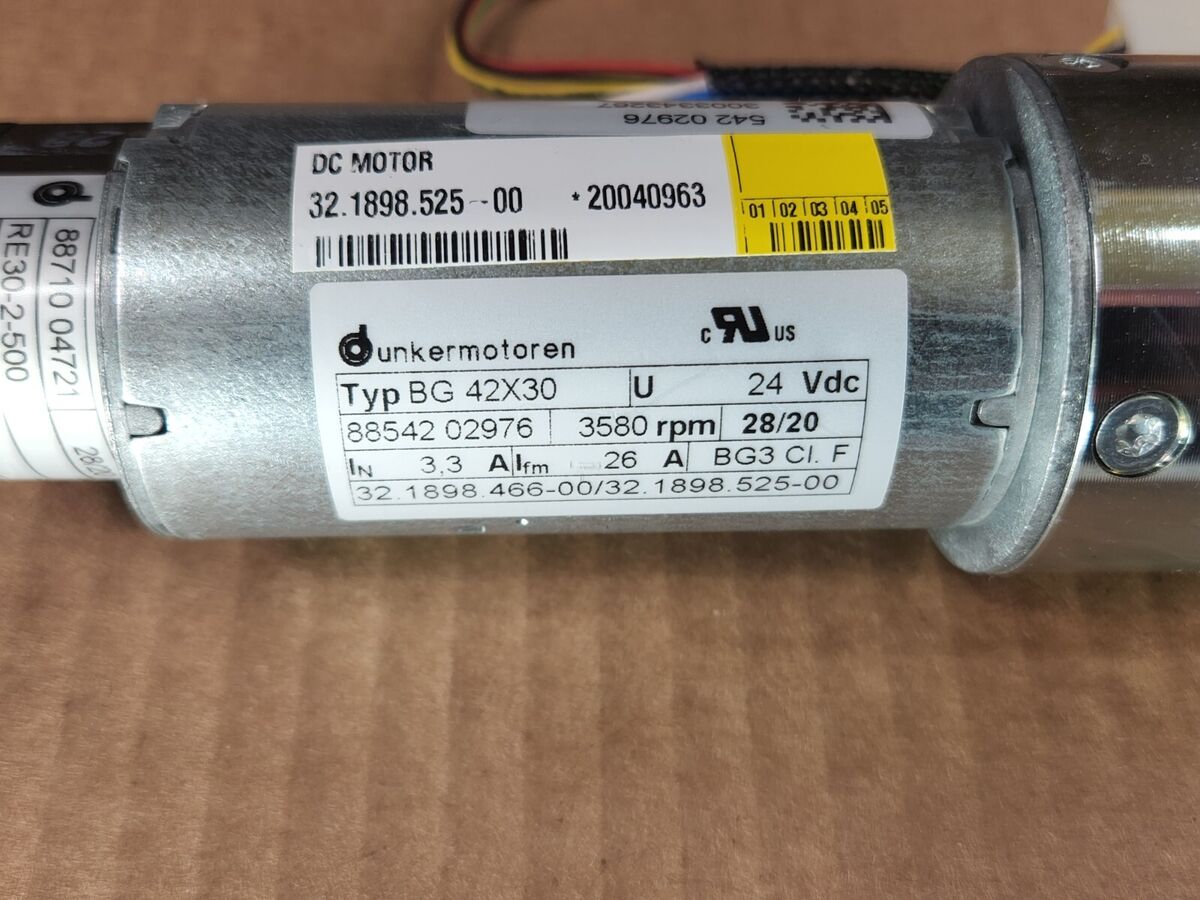 542 02976
3003343287
DC MOTOR
32.1898.525--00 *20040963
01 02 03 04 05
dunkermotoren
c RU US
Typ BG 42X30 U 24 Vdc
88542 02976 3580 rpm 28/20
IN 3,3 A Ifm 26 A BG3 Cl. F
32.1898.466-00/32.1898.525-00
88710 04721
RE30-2-500